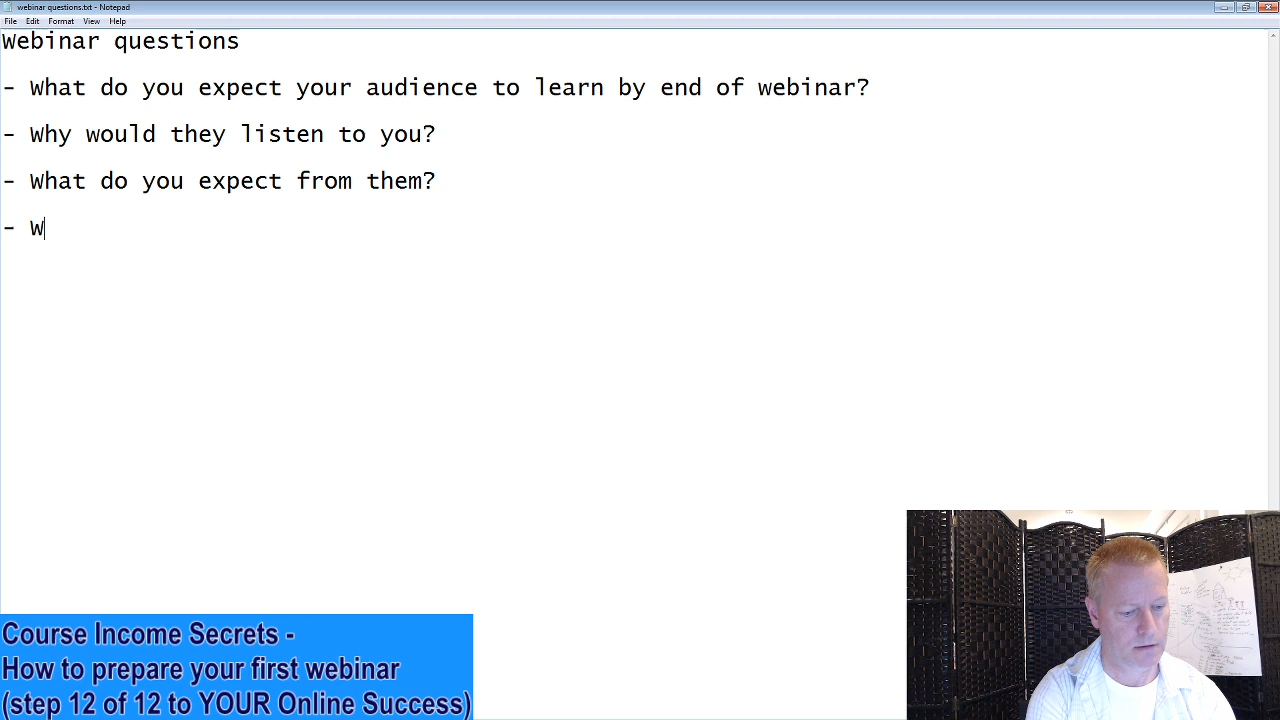 webinar questions.txt - Notepad
File Edit Format View Help
Webinar questions
- What do you expect your audience to learn by end of webinar?
- Why would they listen to you?
- What do you expect from them?
- W
Course Income Secrets -
How to prepare your first webinar
(step 12 of 12 to YOUR Online Success)